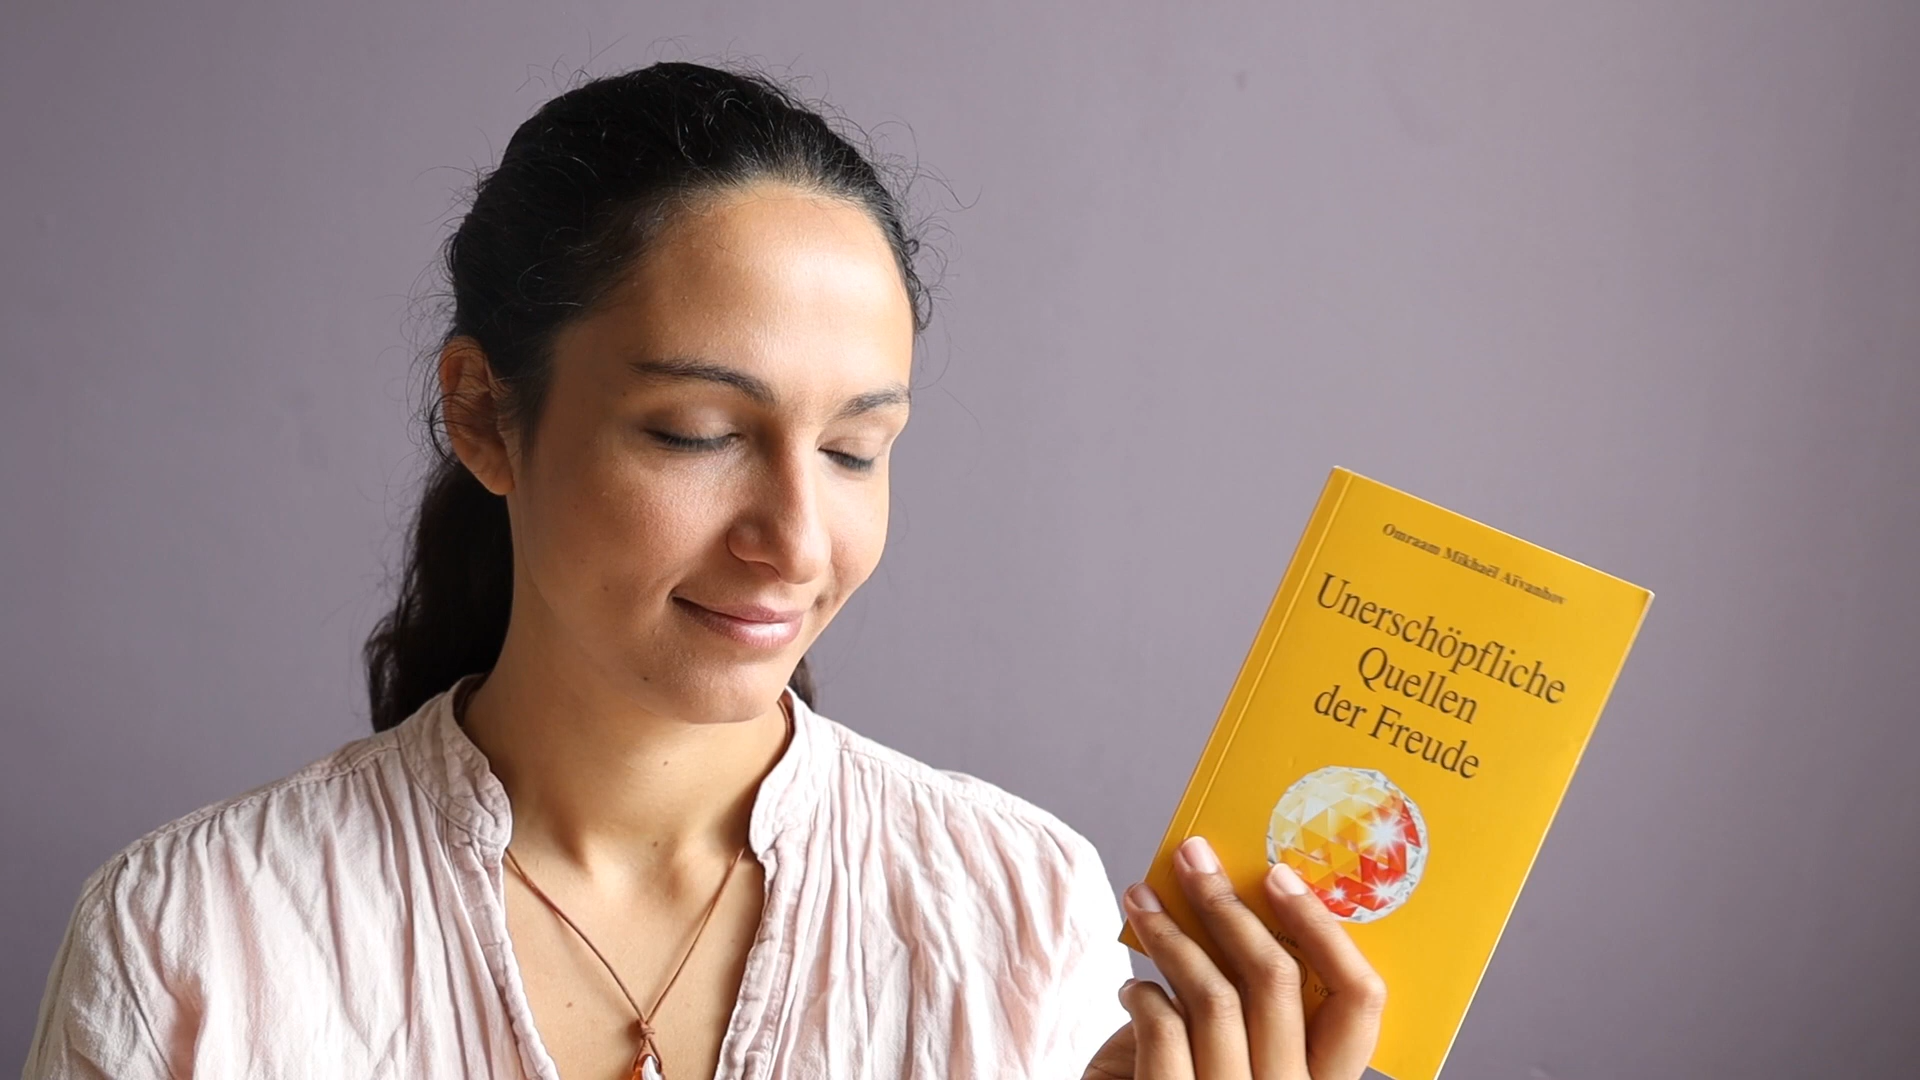 Omraam Mikhaël Aïvanhov
Unerschöpfliche
Quellen
der Freude